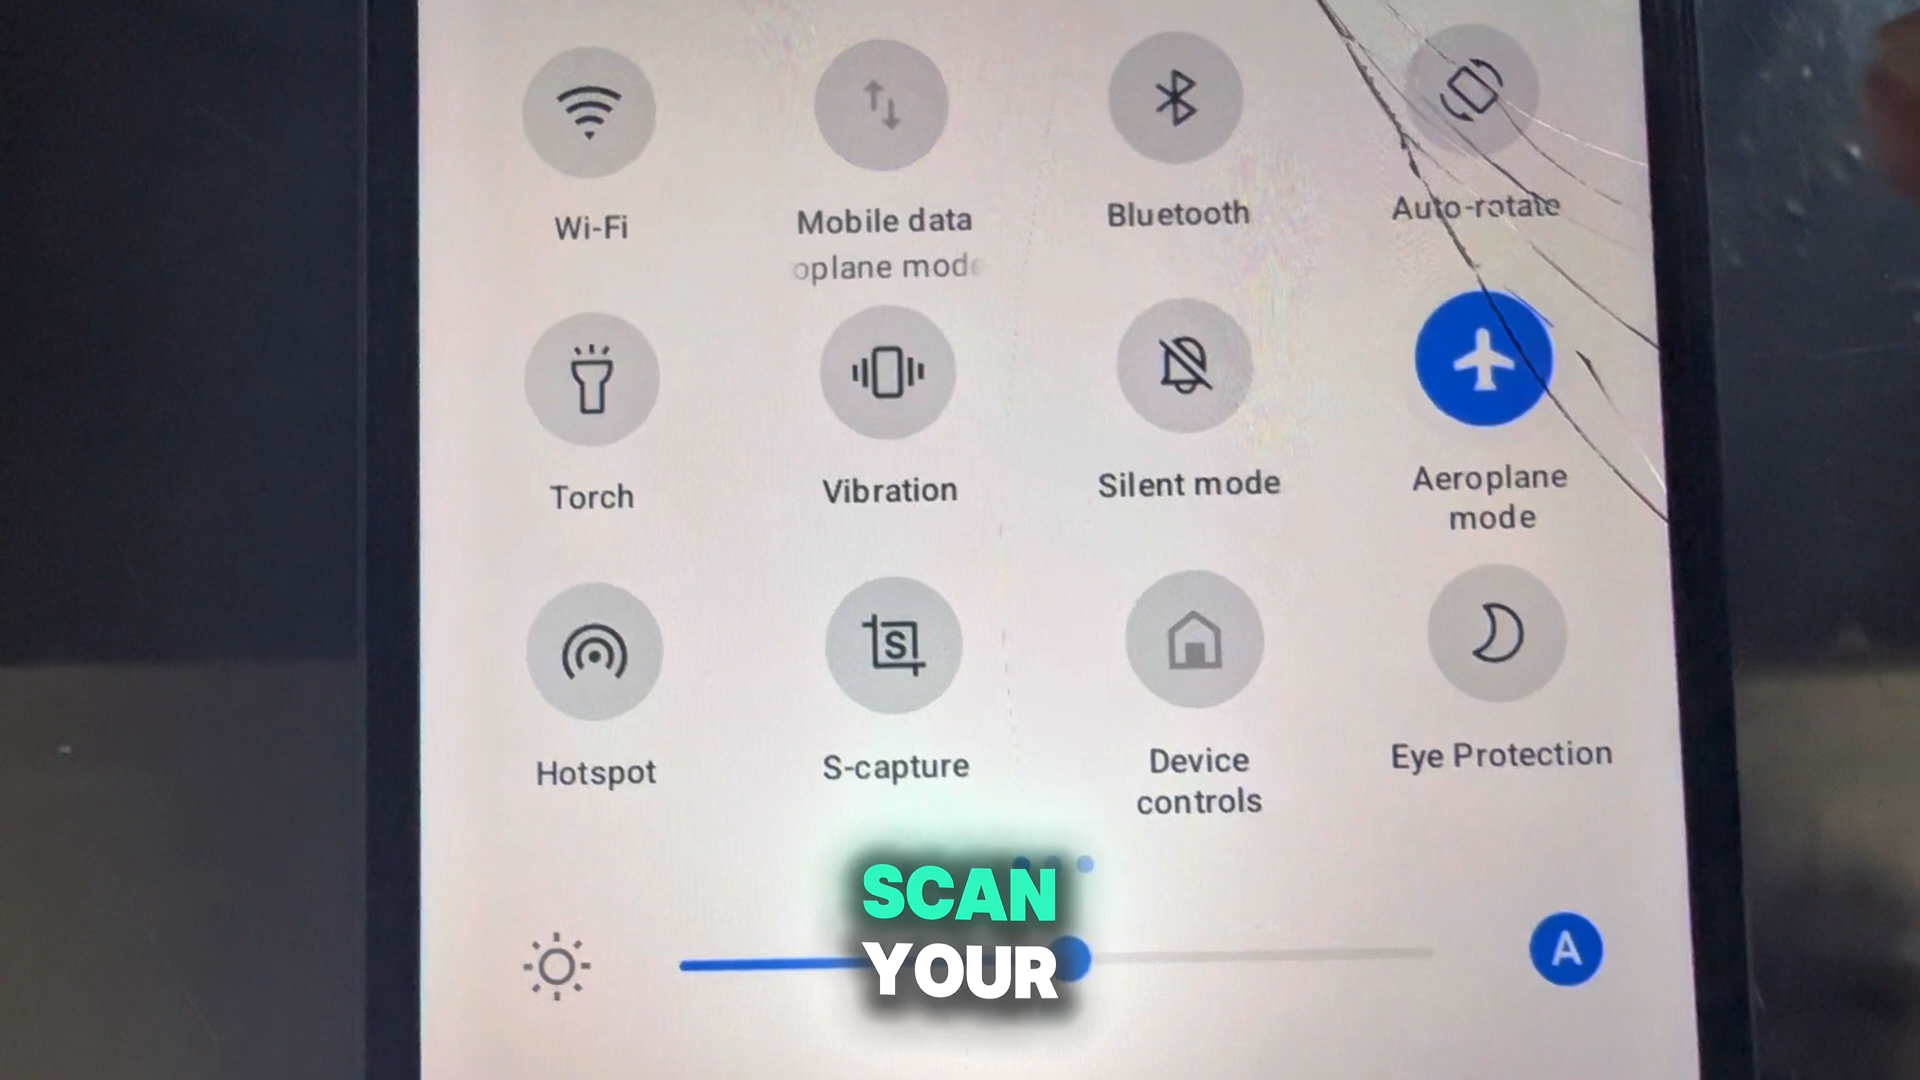 Wi-Fi
Mobile data
oplane mode
Bluetooth
Auto-rotate
Torch
Vibration
Silent mode
Aeroplane
mode
Hotspot
S-capture
Device
controls
Eye Protection
SCAN
YOUR
A